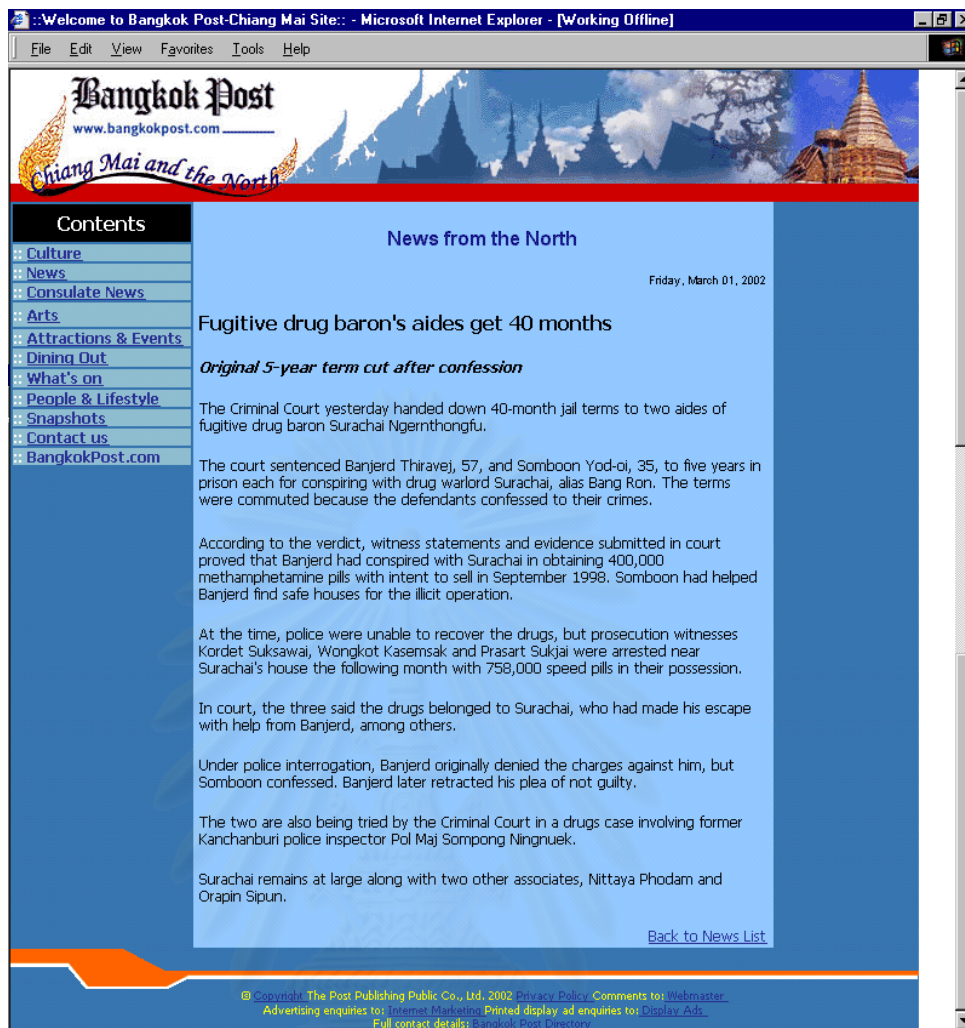 ::Welcome to Bangkok Post-Chiang Mai Site:: - Microsoft Internet Explorer - [Working Offline]
File Edit View Favorites Tools Help
Bangkok Post
www.bangkokpost.com
Chiang Mai and the North
Contents
:: Culture
:: News
:: Consulate News
:: Arts
:: Attractions & Events
:: Dining Out
:: What's on
:: People & Lifestyle
:: Snapshots
:: Contact us
:: BangkokPost.com
News from the North
Friday, March 01, 2002
Fugitive drug baron's aides get 40 months
Original 5-year term cut after confession
The Criminal Court yesterday handed down 40-month jail terms to two aides of
fugitive drug baron Surachai Ngernthongfu.
The court sentenced Banjerd Thiravej, 57, and Somboon Yod-oi, 35, to five years in
prison each for conspiring with drug warlord Surachai, alias Bang Ron. The terms
were commuted because the defendants confessed to their crimes.
According to the verdict, witness statements and evidence submitted in court
proved that Banjerd had conspired with Surachai in obtaining 400,000
methamphetamine pills with intent to sell in September 1998. Somboon had helped
Banjerd find safe houses for the illicit operation.
At the time, police were unable to recover the drugs, but prosecution witnesses
Kordet Suksawai, Wongkot Kasemsak and Prasart Sukjai were arrested near
Surachai's house the following month with 758,000 speed pills in their possession.
In court, the three said the drugs belonged to Surachai, who had made his escape
with help from Banjerd, among others.
Under police interrogation, Banjerd originally denied the charges against him, but
Somboon confessed. Banjerd later retracted his plea of not guilty.
The two are also being tried by the Criminal Court in a drugs case involving former
Kanchanburi police inspector Pol Maj Sompong Ningnuek.
Surachai remains at large along with two other associates, Nittaya Phodam and
Orapin Sipun.
Back to News List
© Copyright The Post Publishing Public Co., Ltd. 2002 Privacy Policy Comments to: Webmaster
Advertising enquiries to: Internet Marketing Printed display ad enquiries to: Display Ads
Full contact details: Bangkok Post Directory